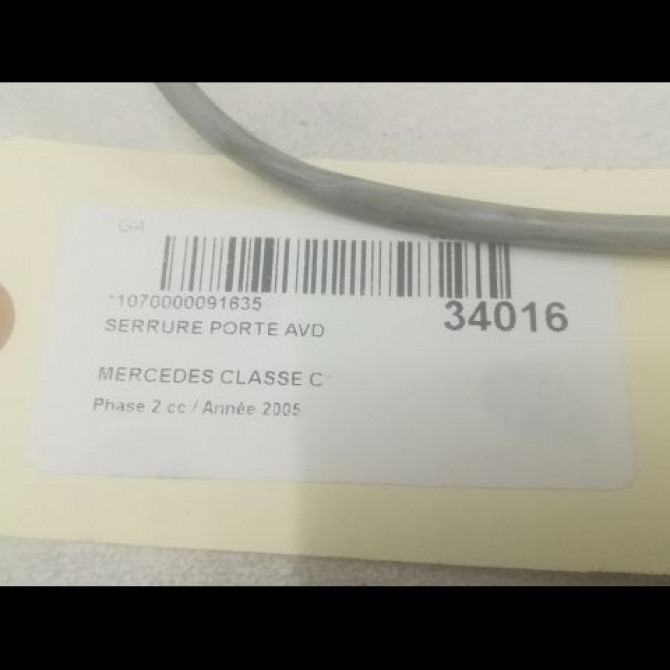 G4
*1070000091635
34016
SERRURE PORTE AVD
MERCEDES CLASSE C
Phase 2 cc / Année 2005